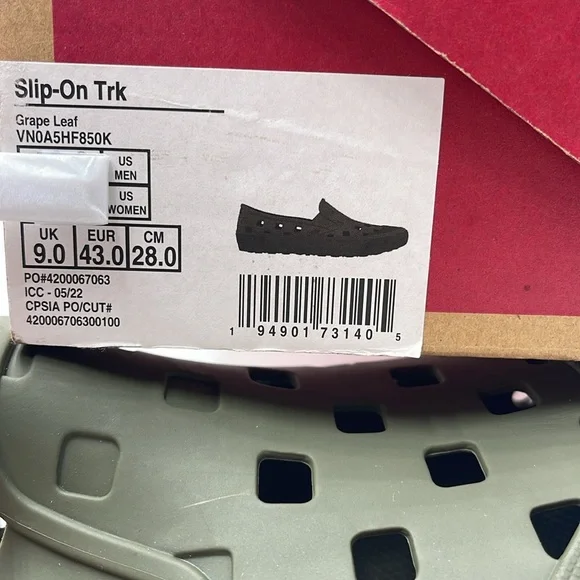 Slip-On Trk
Grape Leaf
VN0A5HF850K
US MEN
US WOMEN
UK 9.0 EUR 43.0 CM 28.0
PO#4200067063
ICC - 05/22
CPSIA PO/CUT#
420006706300100
1 94901 73140 5